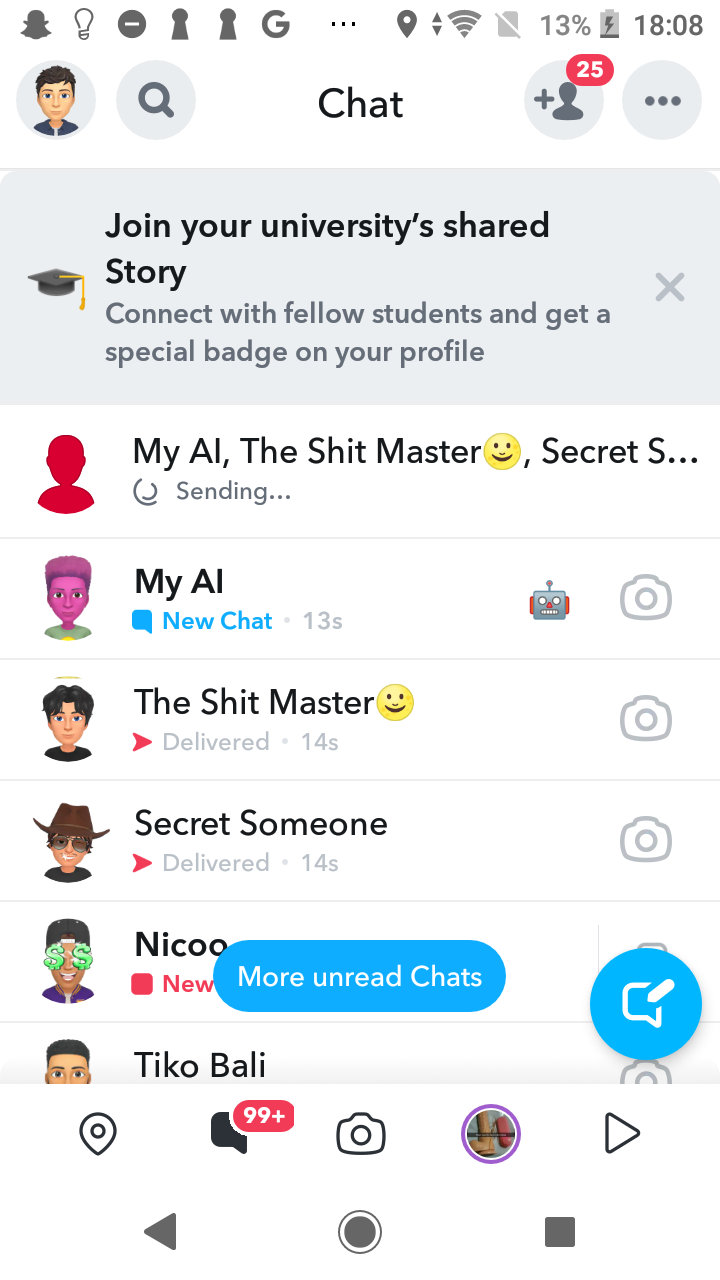 13% 18:08
25
Chat
Join your university's shared
Story
Connect with fellow students and get a
special badge on your profile
My AI, The Shit Master🌝, Secret S...
Sending...
My AI
New Chat · 13s
The Shit Master🌝
Delivered · 14s
Secret Someone
Delivered · 14s
Nicoo
New
More unread Chats
Tiko Bali
99+